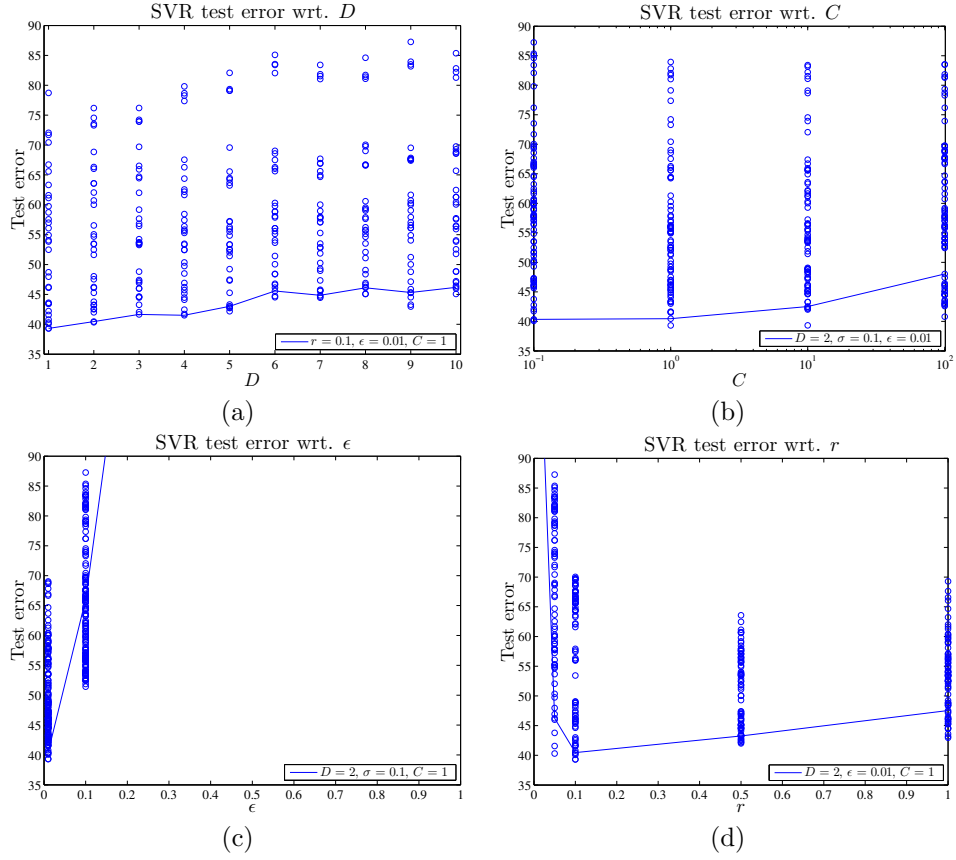 SVR test error wrt. D
Test error
90
85
80
75
70
65
60
55
50
45
40
35
1 2 3 4 5 6 7 8 9 10
r = 0.1, ϵ = 0.01, C = 1
D
(a)
SVR test error wrt. C
Test error
90
85
80
75
70
65
60
55
50
45
40
35
10⁻¹ 10⁰ 10¹ 10²
D = 2, σ = 0.1, ϵ = 0.01
C
(b)
SVR test error wrt. ϵ
Test error
90
85
80
75
70
65
60
55
50
45
40
35
0 0.1 0.2 0.3 0.4 0.5 0.6 0.7 0.8 0.9 1
D = 2, σ = 0.1, C = 1
ϵ
(c)
SVR test error wrt. r
Test error
90
85
80
75
70
65
60
55
50
45
40
35
0 0.1 0.2 0.3 0.4 0.5 0.6 0.7 0.8 0.9 1
D = 2, ϵ = 0.01, C = 1
r
(d)